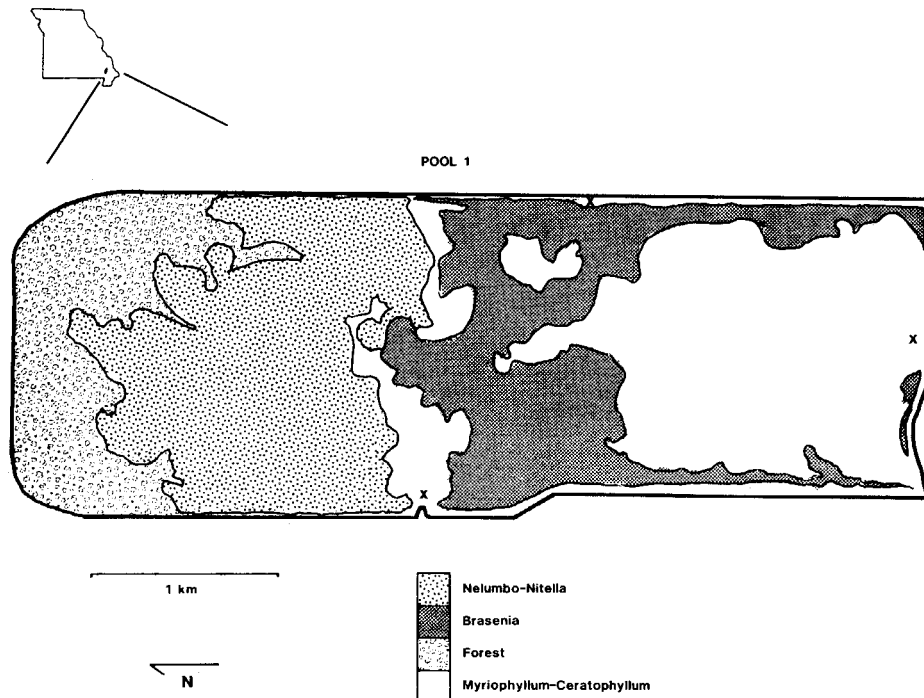 POOL 1
X
X
1 km
N
Nelumbo-Nitella
Brasenia
Forest
Myriophyllum-Ceratophyllum